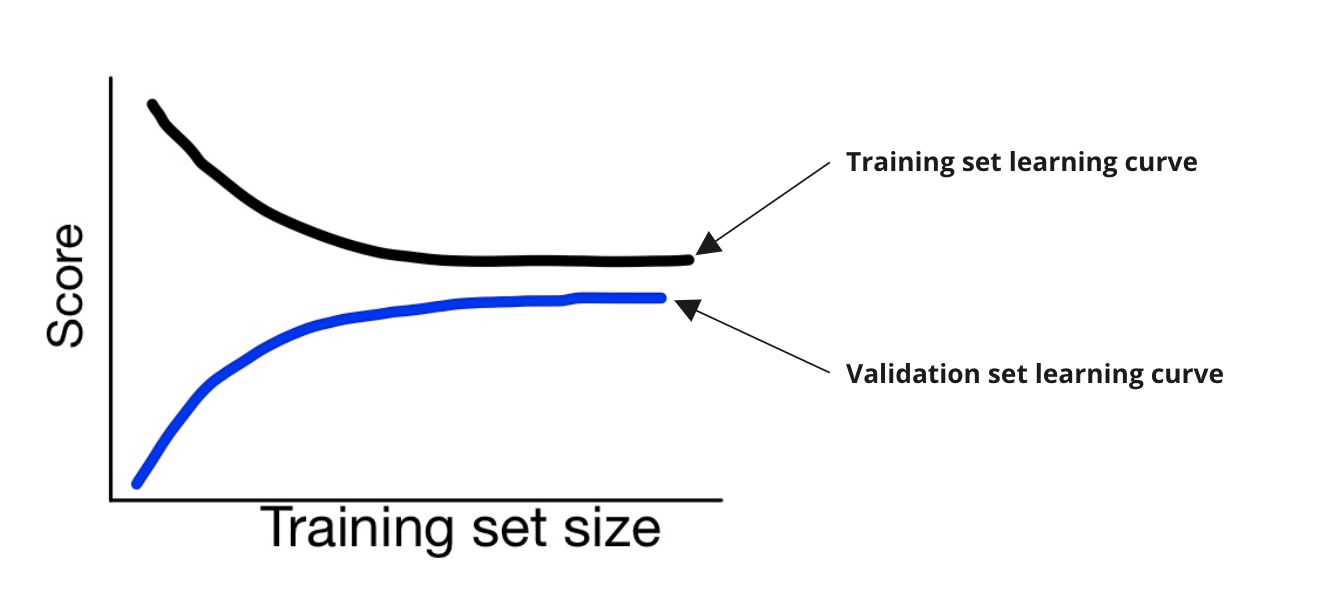 Score
Training set size
Training set learning curve
Validation set learning curve